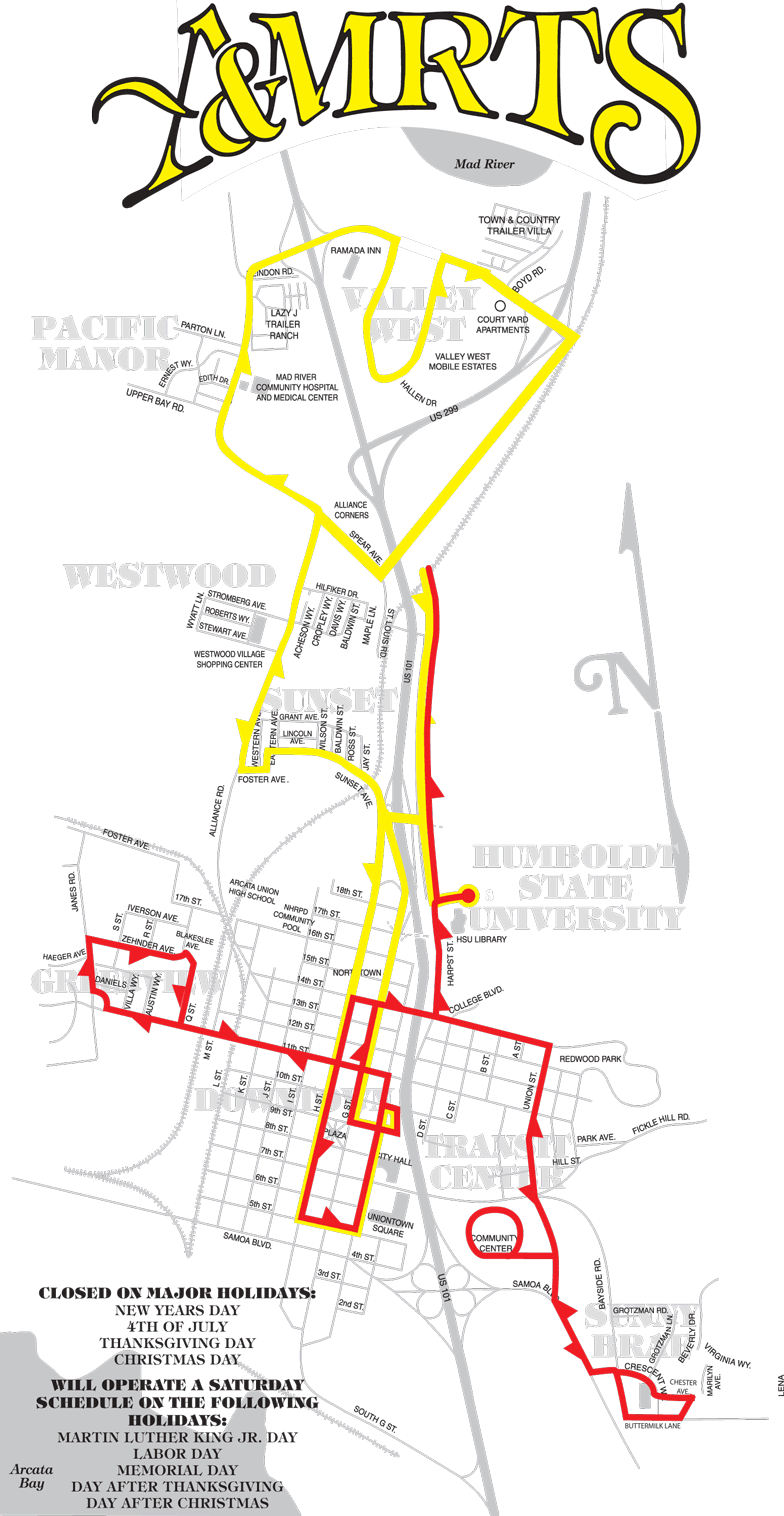 A&MRTS
Mad River
TOWN & COUNTRY
TRAILER VILLA
RAMADA INN
BOYD RD.
VALLEY
WEST
LAZY J
TRAILER
RANCH
COURT YARD
APARTMENTS
PACIFIC
MANOR
PARTON LN.
ERNEST WY.
EDITH DR.
UPPER BAY RD.
MAD RIVER
COMMUNITY HOSPITAL
AND MEDICAL CENTER
VALLEY WEST
MOBILE ESTATES
HALLEN DR
US 299
ALLIANCE
CORNERS
SPEAR AVE.
WESTWOOD
WYATT LN.
STROMBERG AVE.
ROBERTS WY.
STEWART AVE.
WESTWOOD VILLAGE
SHOPPING CENTER
HILFIKER DR.
ACHESON WY.
CROPLEY WY.
DAVIS WY.
BALDWIN ST.
MAPLE LN.
ST. LOUIS RD.
US 101
N
SUNSET
WESTERN AVE.
GRANT AVE.
LINCOLN
AVE.
WILSON ST.
BALDWIN ST.
ROSS ST.
JAY ST.
FOSTER AVE.
SUNSET AVE.
ALLIANCE RD.
FOSTER AVE.
JANES RD.
HUMBOLDT
STATE
UNIVERSITY
ARCATA UNION
HIGH SCHOOL
NHRPD
COMMUNITY
POOL
18th ST.
17th ST.
17th ST.
16th ST.
15th ST.
14th ST.
13th ST.
12th ST.
11th ST.
10th ST.
9th ST.
8th ST.
7th ST.
6th ST.
5th ST.
IVERSON AVE.
S ST.
R ST.
ZEHNDER AVE.
BLAKESLEE
AVE.
HAEGER AVE
DANIELS
VILLA WY.
AUSTIN WY.
Q ST.
HSU LIBRARY
HARPST ST.
COLLEGE BLVD.
M ST.
L ST.
K ST.
J ST.
I ST.
H ST.
G ST.
DOWNTOWN
PLAZA
CITY HALL
D ST.
C ST.
B ST.
A ST.
UNION ST.
REDWOOD PARK
PARK AVE.
FICKLE HILL RD.
HILL ST.
TRANSIT
CENTER
UNIONTOWN
SQUARE
SAMOA BLVD.
4th ST.
3rd ST.
2nd ST.
COMMUNITY
CENTER
US 101
BAYSIDE RD.
SUNNY
BRAE
GROTZMAN RD.
GROTZMAN LN.
BEVERLY DR.
VIRGINIA WY.
MARILYN
AVE.
CHESTER
AVE.
BUTTERMILK LANE
LENA
SOUTH G ST.
CLOSED ON MAJOR HOLIDAYS:
NEW YEARS DAY
4TH OF JULY
THANKSGIVING DAY
CHRISTMAS DAY
WILL OPERATE A SATURDAY
SCHEDULE ON THE FOLLOWING
HOLIDAYS:
MARTIN LUTHER KING JR. DAY
LABOR DAY
MEMORIAL DAY
DAY AFTER THANKSGIVING
DAY AFTER CHRISTMAS
Arcata
Bay